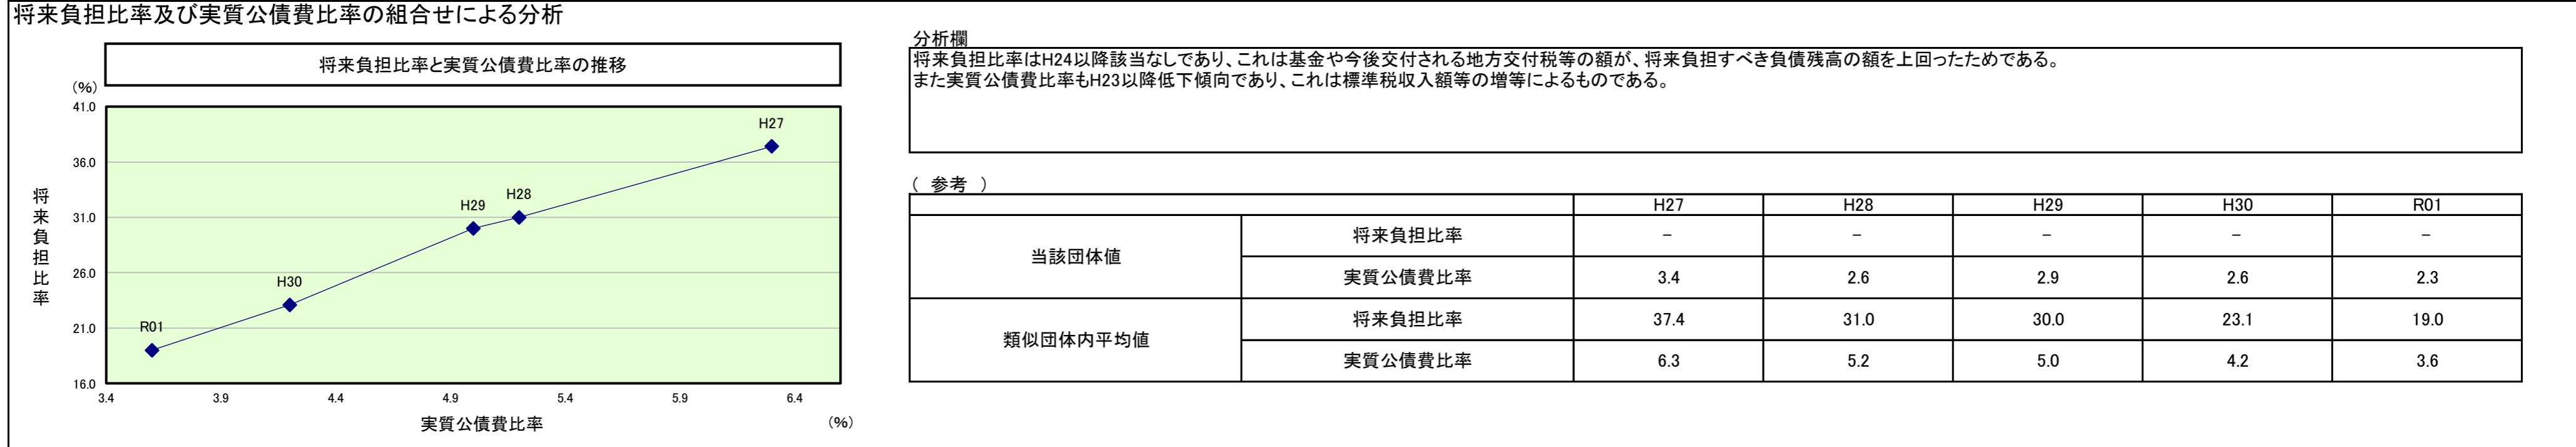 将来負担比率及び実質公債費比率の組合せによる分析
将来負担比率と実質公債費比率の推移
(%)
41.0
36.0
31.0
26.0
21.0
16.0
将来負担比率
H27
H28
H29
H30
R01
3.4 3.9 4.4 4.9 5.4 5.9 6.4
実質公債費比率
(%)
分析欄
将来負担比率はH24以降該当なしであり、これは基金や今後交付される地方交付税等の額が、将来負担すべき負債残高の額を上回ったためである。
また実質公債費比率もH23以降低下傾向であり、これは標準税収入額等の増等によるものである。
( 参考 )
H27 H28 H29 H30 R01
当該団体値
将来負担比率 － － － － －
実質公債費比率 3.4 2.6 2.9 2.6 2.3
類似団体内平均値
将来負担比率 37.4 31.0 30.0 23.1 19.0
実質公債費比率 6.3 5.2 5.0 4.2 3.6